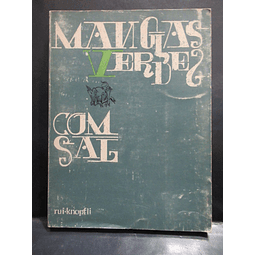 MANGAS
VERDES
COM
SAL
rui-knopfli